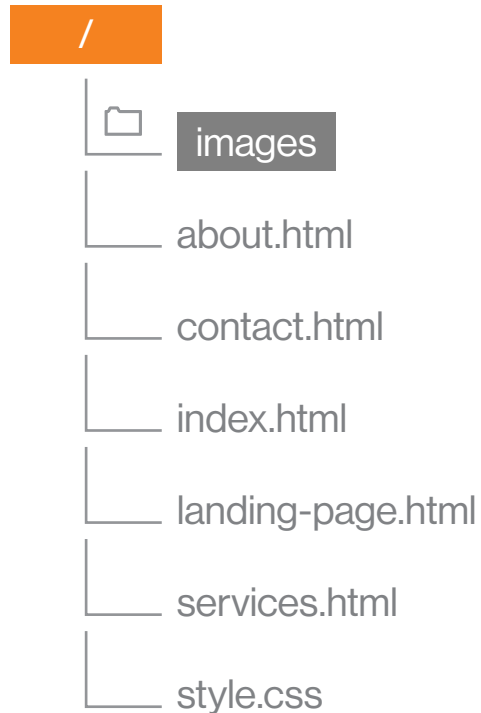 /
images
about.html
contact.html
index.html
landing-page.html
services.html
style.css